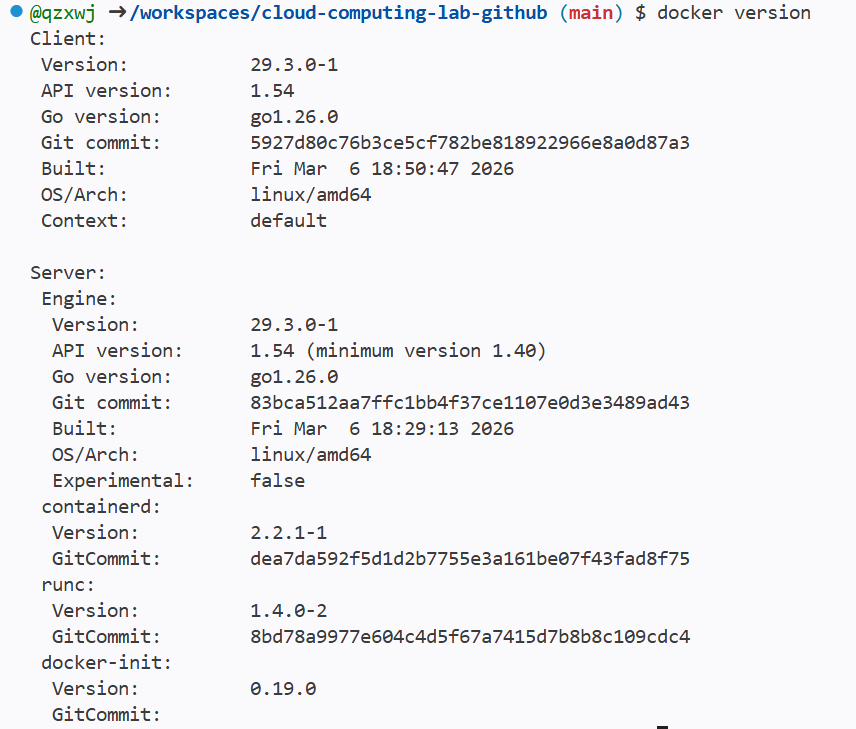 @qzxwj ➜/workspaces/cloud-computing-lab-github (main) $ docker version
Client:
 Version:           29.3.0-1
 API version:       1.54
 Go version:        go1.26.0
 Git commit:        5927d80c76b3ce5cf782be818922966e8a0d87a3
 Built:             Fri Mar  6 18:50:47 2026
 OS/Arch:           linux/amd64
 Context:           default

Server:
 Engine:
  Version:          29.3.0-1
  API version:      1.54 (minimum version 1.40)
  Go version:       go1.26.0
  Git commit:       83bca512aa7ffc1bb4f37ce1107e0d3e3489ad43
  Built:            Fri Mar  6 18:29:13 2026
  OS/Arch:          linux/amd64
  Experimental:     false
 containerd:
  Version:          2.2.1-1
  GitCommit:        dea7da592f5d1d2b7755e3a161be07f43fad8f75
 runc:
  Version:          1.4.0-2
  GitCommit:        8bd78a9977e604c4d5f67a7415d7b8b8c109cdc4
 docker-init:
  Version:          0.19.0
  GitCommit: